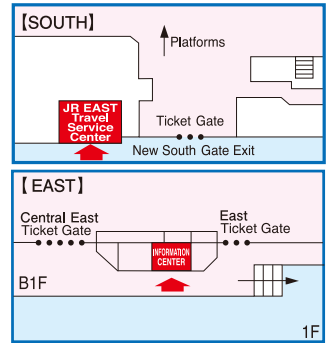 【SOUTH】
Platforms
JR EAST
Travel
Service
Center
Ticket Gate
New South Gate Exit
【EAST】
Central East
Ticket Gate
East
Ticket Gate
INFORMATION
CENTER
B1F
1F